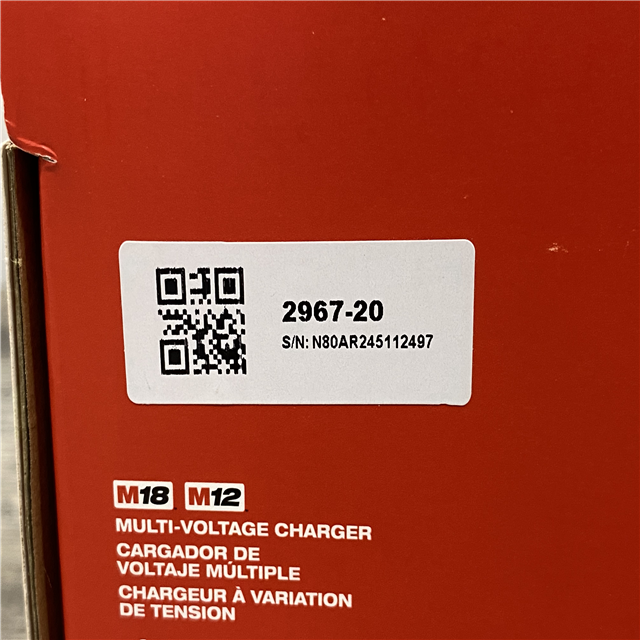 2967-20
S/N: N80AR245112497
M18 M12
MULTI-VOLTAGE CHARGER
CARGADOR DE
VOLTAJE MÚLTIPLE
CHARGEUR À VARIATION
DE TENSION